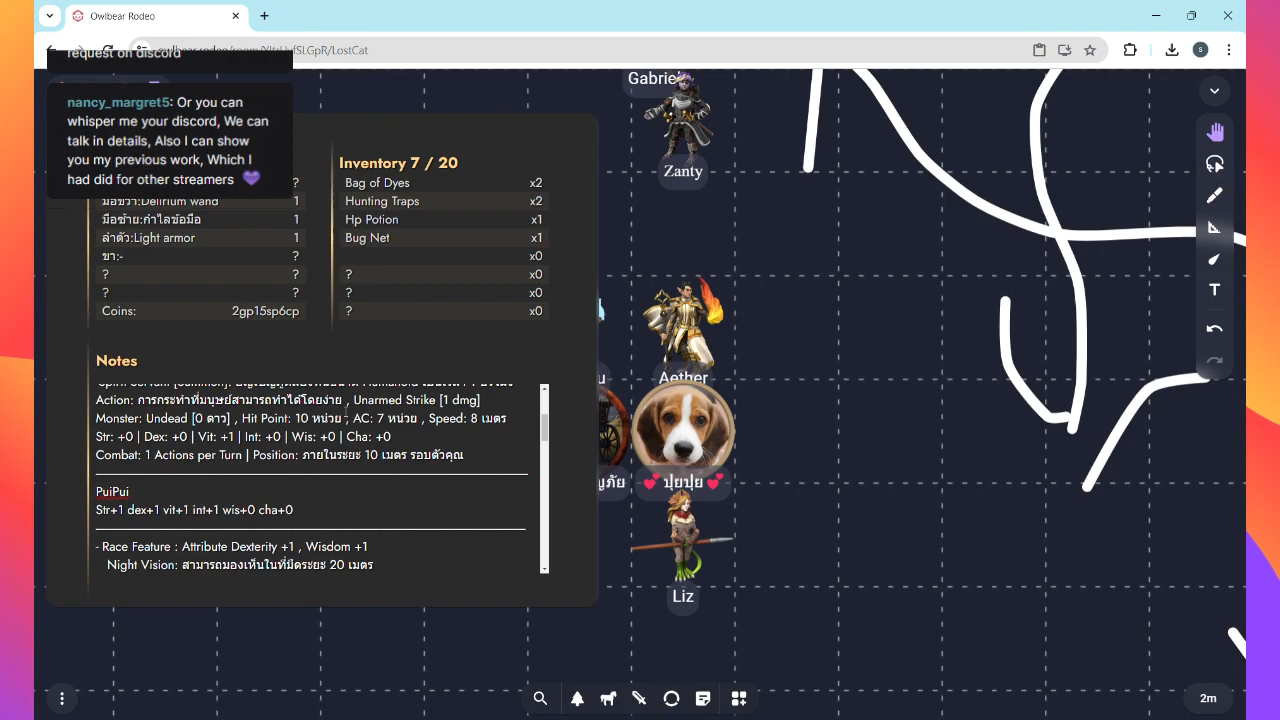 Owlbear Rodeo
request on discord
nancy_margret5: Or you can
whisper me your discord, We can
talk in details, Also I can show
you my previous work, Which I
had did for other streamers 💜
?
มือขวา:Delirium wand 1
มือซ้าย:กำไลข้อมือ 1
ลำตัว:Light armor 1
ขา:- ?
? ?
? ?
Coins: 2gp15sp6cp
Inventory 7 / 20
Bag of Dyes x2
Hunting Traps x2
Hp Potion x1
Bug Net x1
x0
? x0
? x0
? x0
Notes
Action: การกระทำที่มนุษย์สามารถทำได้โดยง่าย , Unarmed Strike [1 dmg]
Monster: Undead [0 ดาว] , Hit Point: 10 หน่วย , AC: 7 หน่วย , Speed: 8 เมตร
Str: +0 | Dex: +0 | Vit: +1 | Int: +0 | Wis: +0 | Cha: +0
Combat: 1 Actions per Turn | Position: ภายในระยะ 10 เมตร รอบตัวคุณ
PuiPui
Str+1 dex+1 vit+1 int+1 wis+0 cha+0
- Race Feature : Attribute Dexterity +1 , Wisdom +1
Night Vision: สามารถมองเห็นในที่มืดระยะ 20 เมตร
Zanty
Aether
💕 ปุยปุย 💕
Liz
T
2m